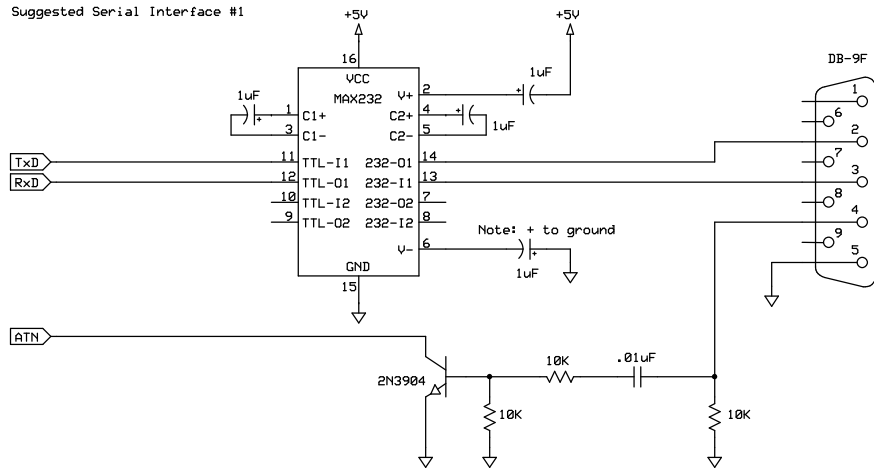 Suggested Serial Interface #1
+5V
+5V
16
VCC
MAX232
DB-9F
1uF
1
C1+
3
C1-
V+
2
1uF
+
C2+
4
+
C2-
5
1uF
+
TxD
11
TTL-I1
232-O1
14
RxD
12
TTL-O1
232-I1
13
10
TTL-I2
232-O2
7
9
TTL-O2
232-I2
8
V-
6
Note: + to ground
+
1uF
GND
15
1
6
2
7
3
8
4
9
5
ATN
2N3904
10K
.01uF
10K
10K